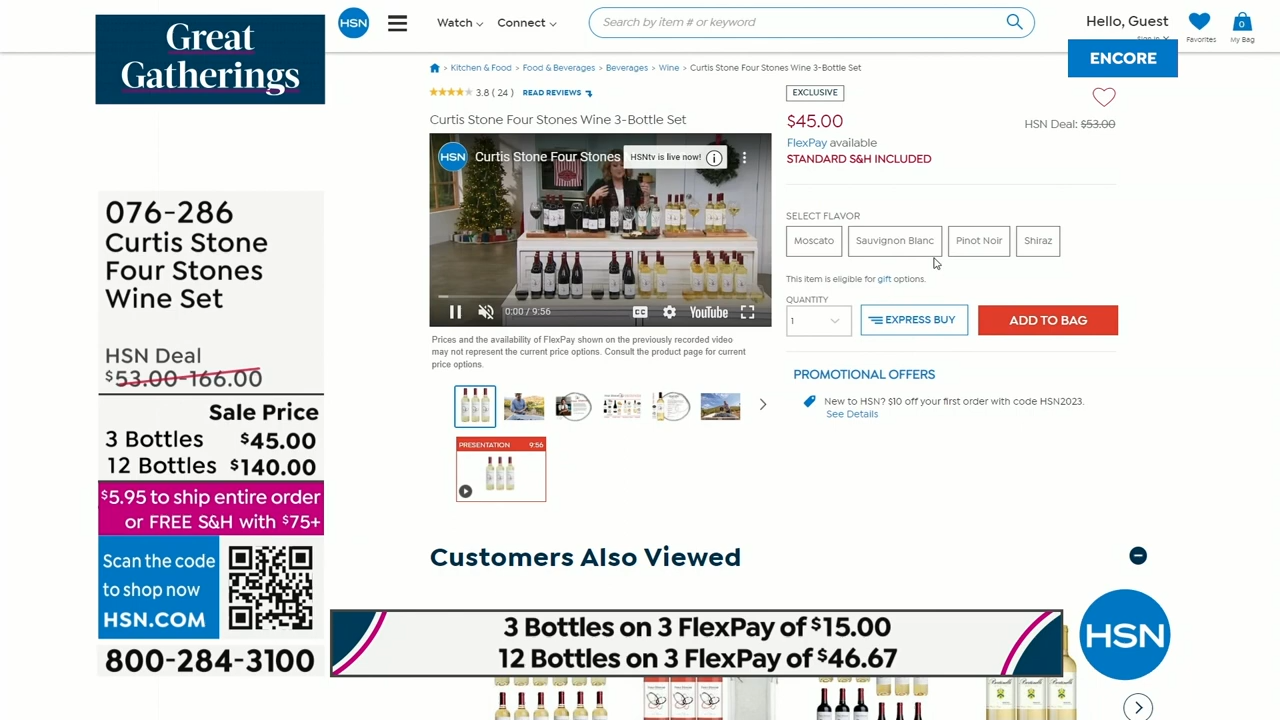 Great
Gatherings
HSN
Watch
Connect
Search by item # or keyword
Hello, Guest
Sign In
Favorites
0
My Bag
ENCORE
Kitchen & Food > Food & Beverages > Beverages > Wine > Curtis Stone Four Stones Wine 3-Bottle Set
3.8 ( 24 ) READ REVIEWS
Curtis Stone Four Stones Wine 3-Bottle Set
HSN Curtis Stone Four Stones
HSNtv is live now!
0:00 / 9:56
CC
YouTube
Prices and the availability of FlexPay shown on the previously recorded video
may not represent the current price options. Consult the product page for current
price options.
PRESENTATION 9:56
EXCLUSIVE
$45.00
HSN Deal: $53.00
FlexPay available
STANDARD S&H INCLUDED
SELECT FLAVOR
Moscato
Sauvignon Blanc
Pinot Noir
Shiraz
This item is eligible for gift options.
QUANTITY
1
EXPRESS BUY
ADD TO BAG
PROMOTIONAL OFFERS
New to HSN? $10 off your first order with code HSN2023.
See Details
076-286
Curtis Stone
Four Stones
Wine Set
HSN Deal
$53.00-166.00
Sale Price
3 Bottles $45.00
12 Bottles $140.00
$5.95 to ship entire order
or FREE S&H with $75+
Scan the code
to shop now
HSN.COM
800-284-3100
Customers Also Viewed
3 Bottles on 3 FlexPay of $15.00
12 Bottles on 3 FlexPay of $46.67
HSN